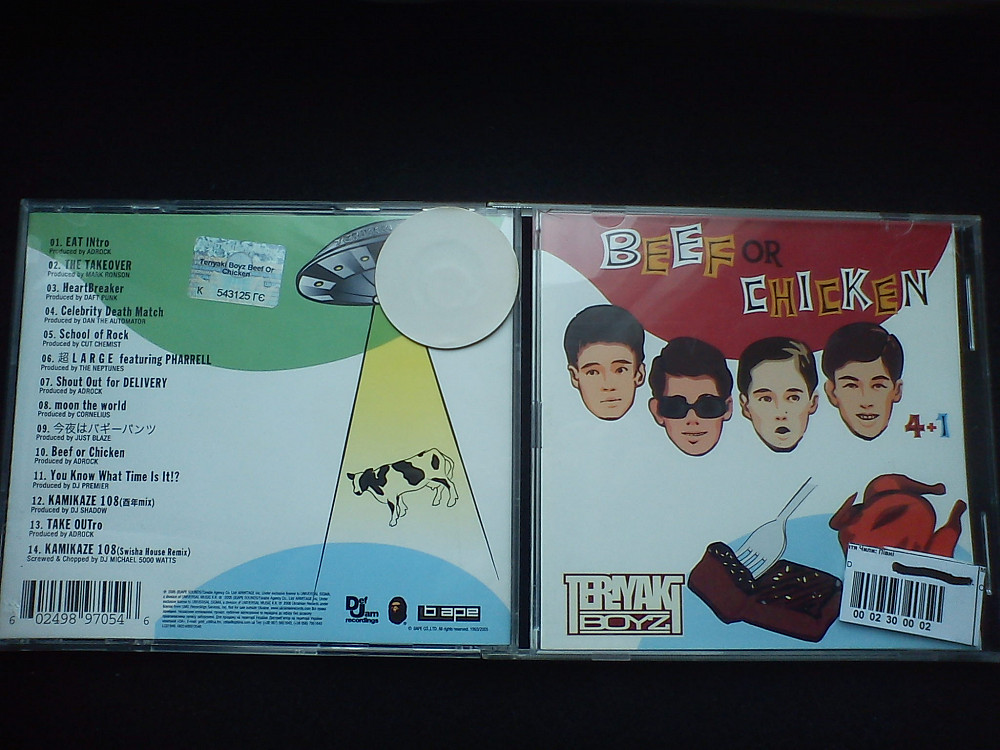 01. EAT INtro
Produced by ADROCK
02. THE TAKEOVER
Produced by MARK RONSON
03. HeartBreaker
Produced by DAFT PUNK
04. Celebrity Death Match
Produced by DAN THE AUTOMATOR
05. School of Rock
Produced by CUT CHEMIST
06. 超 LARGE featuring PHARRELL
Produced by THE NEPTUNES
07. Shout Out for DELIVERY
Produced by ADROCK
08. moon the world
Produced by CORNELIUS
09. 今夜はバギーパンツ
Produced by JUST BLAZE
10. Beef or Chicken
Produced by ADROCK
11. You Know What Time Is It!?
Produced by DJ PREMIER
12. KAMIKAZE 108(酉年mix)
Produced by DJ SHADOW
13. TAKE OUTro
Produced by ADROCK
14. KAMIKAZE 108(Swisha House Remix)
Screwed & Chopped by DJ MICHAEL 5000 WATTS
Teriyaki Boyz Beef Or
Chicken
К 543125 ГЄ
6 02498 97054 6
Def Jam
recordings
b ape
BEEF OR
CHICKEN
4+1
TERIYAKI
BOYZ
00 02 30 00 02